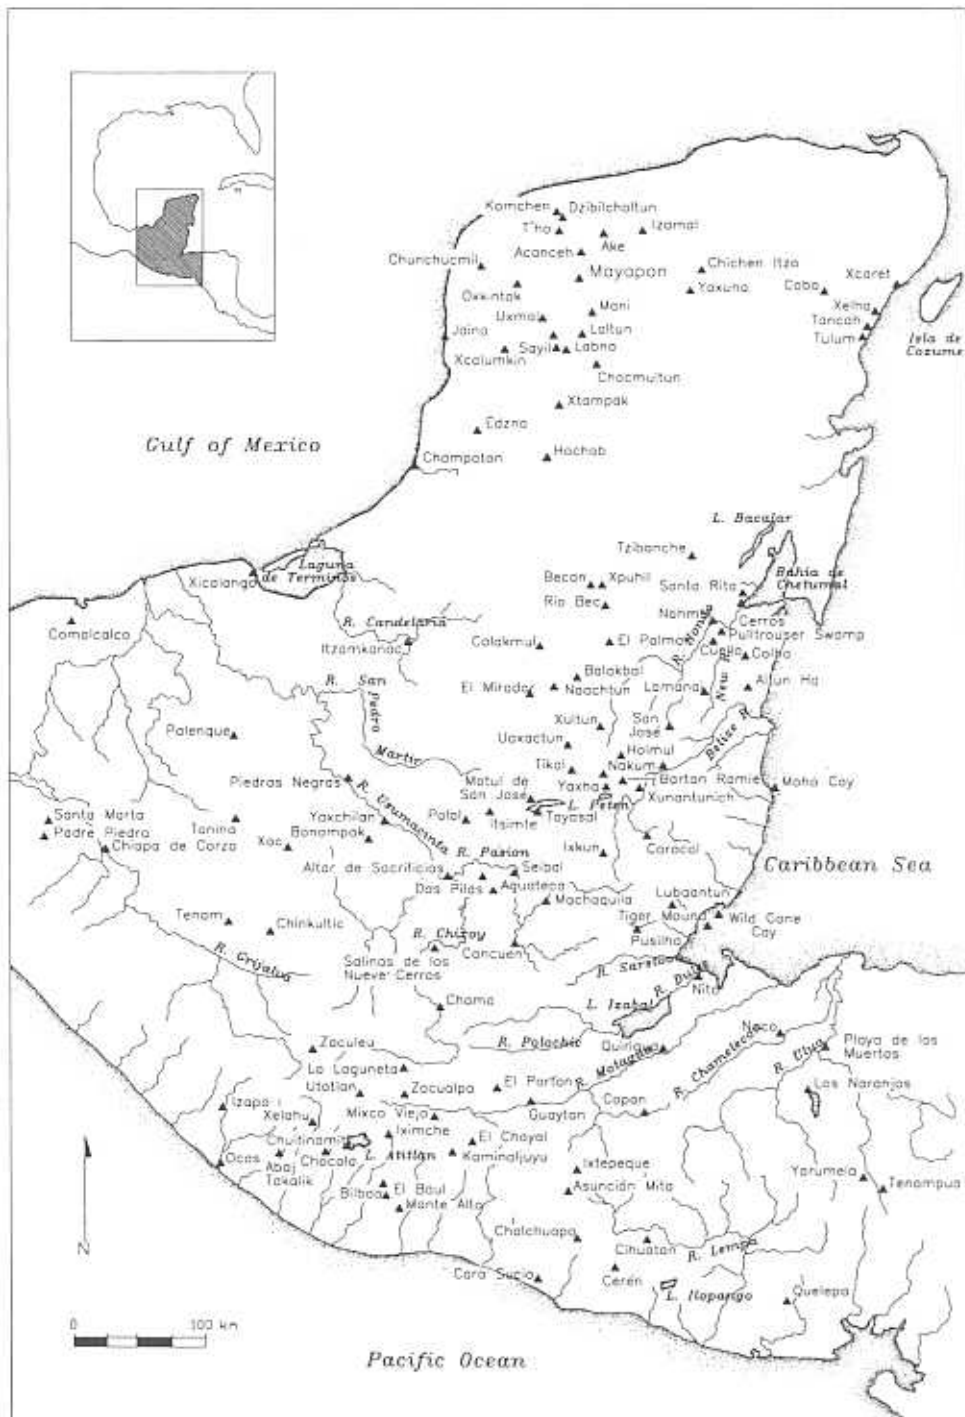 Komchen
Dzibilchaltun
T'ho
Izamal
Ake
Acanceh
Chunchucmil
Mayapan
Chichen Itza
Xcaret
Oxkintok
Yaxuna
Coba
Mani
Xelha
Uxmal
Tancah
Jaina
Laltun
Tulum
Isla de
Cozume
Sayil
Labna
Xcalumkin
Chacmultun
Xtampak
Edzna
Gulf of Mexico
Hochob
Champoton
L. Bacalar
Tzibanche
Laguna
de Terminos
Xicalango
Becan
Xpuhil
Bahia de
Chetumal
Santa Rita
Rio Bec
Cerros
Nohmul
Comalcalco
R. Candelaria
R. Hondo
Pulltrouser Swamp
Itzamkanac
Calakmul
El Palmar
Cuello
Colha
Balakbal
R. San
Pedro
Martir
New R.
Altun Ha
El Mirador
Naachtun
Lamanai
Xultun
San
José
Belize R.
Palenque
Uaxactun
Holmul
Tikal
Nakum
Piedras Negras
Motul de
San José
Yaxha
Barton Ramie
Moho Cay
L. Peten
Xunantunich
R. Usumacinta
Santa Marta
Tonina
Yaxchilan
Polol
Itsimte
Tayasal
Padre Piedra
Xoc
Bonampak
Chiapa de Corzo
R. Pasion
Ixkun
Caracol
Caribbean Sea
Altar de Sacrificios
Seibal
Dos Pilas
Aguateca
Lubaantun
Machaquila
Tenam
Tiger Mound
Wild Cane
Cay
Chinkultic
R. Chixoy
Pusilha
R. Grijalva
Cancuen
Salinas de los
Nueve Cerros
R. Sarstoon
R. Dulce
Nito
Chama
L. Izabal
Naco
R. Polochic
Quirigua
Playa de los
Muertos
Zaculeu
R. Motagua
R. Chamelecon
R. Ulua
La Laguneta
Los Naranjos
Utatlan
Zacualpa
El Porton
Izapa
Xelahu
Mixco Viejo
Guaytan
Copan
Iximche
Chuitinamit
El Chayal
L. Atitlan
Ocos
Abaj
Takalik
Chocola
Kaminaljuyu
Ixtepeque
Yarumela
El Baul
Asunción Mita
Tenampua
Bilbao
Monte Alto
Chalchuapa
Cihuatan
R. Lempa
N
Cara Sucia
Cerén
L. Ilopango
Quelepa
0 100 km
Pacific Ocean